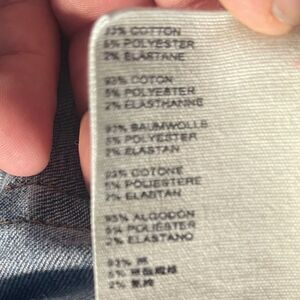 93% COTTON
5% POLYESTER
2% ELASTANE
93% COTON
5% POLYESTER
2% ELASTHANNE
93% BAUMWOLLE
5% POLYESTER
2% ELASTAN
93% COTONE
5% POLIESTERE
2% ELASTAN
93% ALGODON
5% POLIESTER
2% ELASTANO
93% 棉
5%
2%